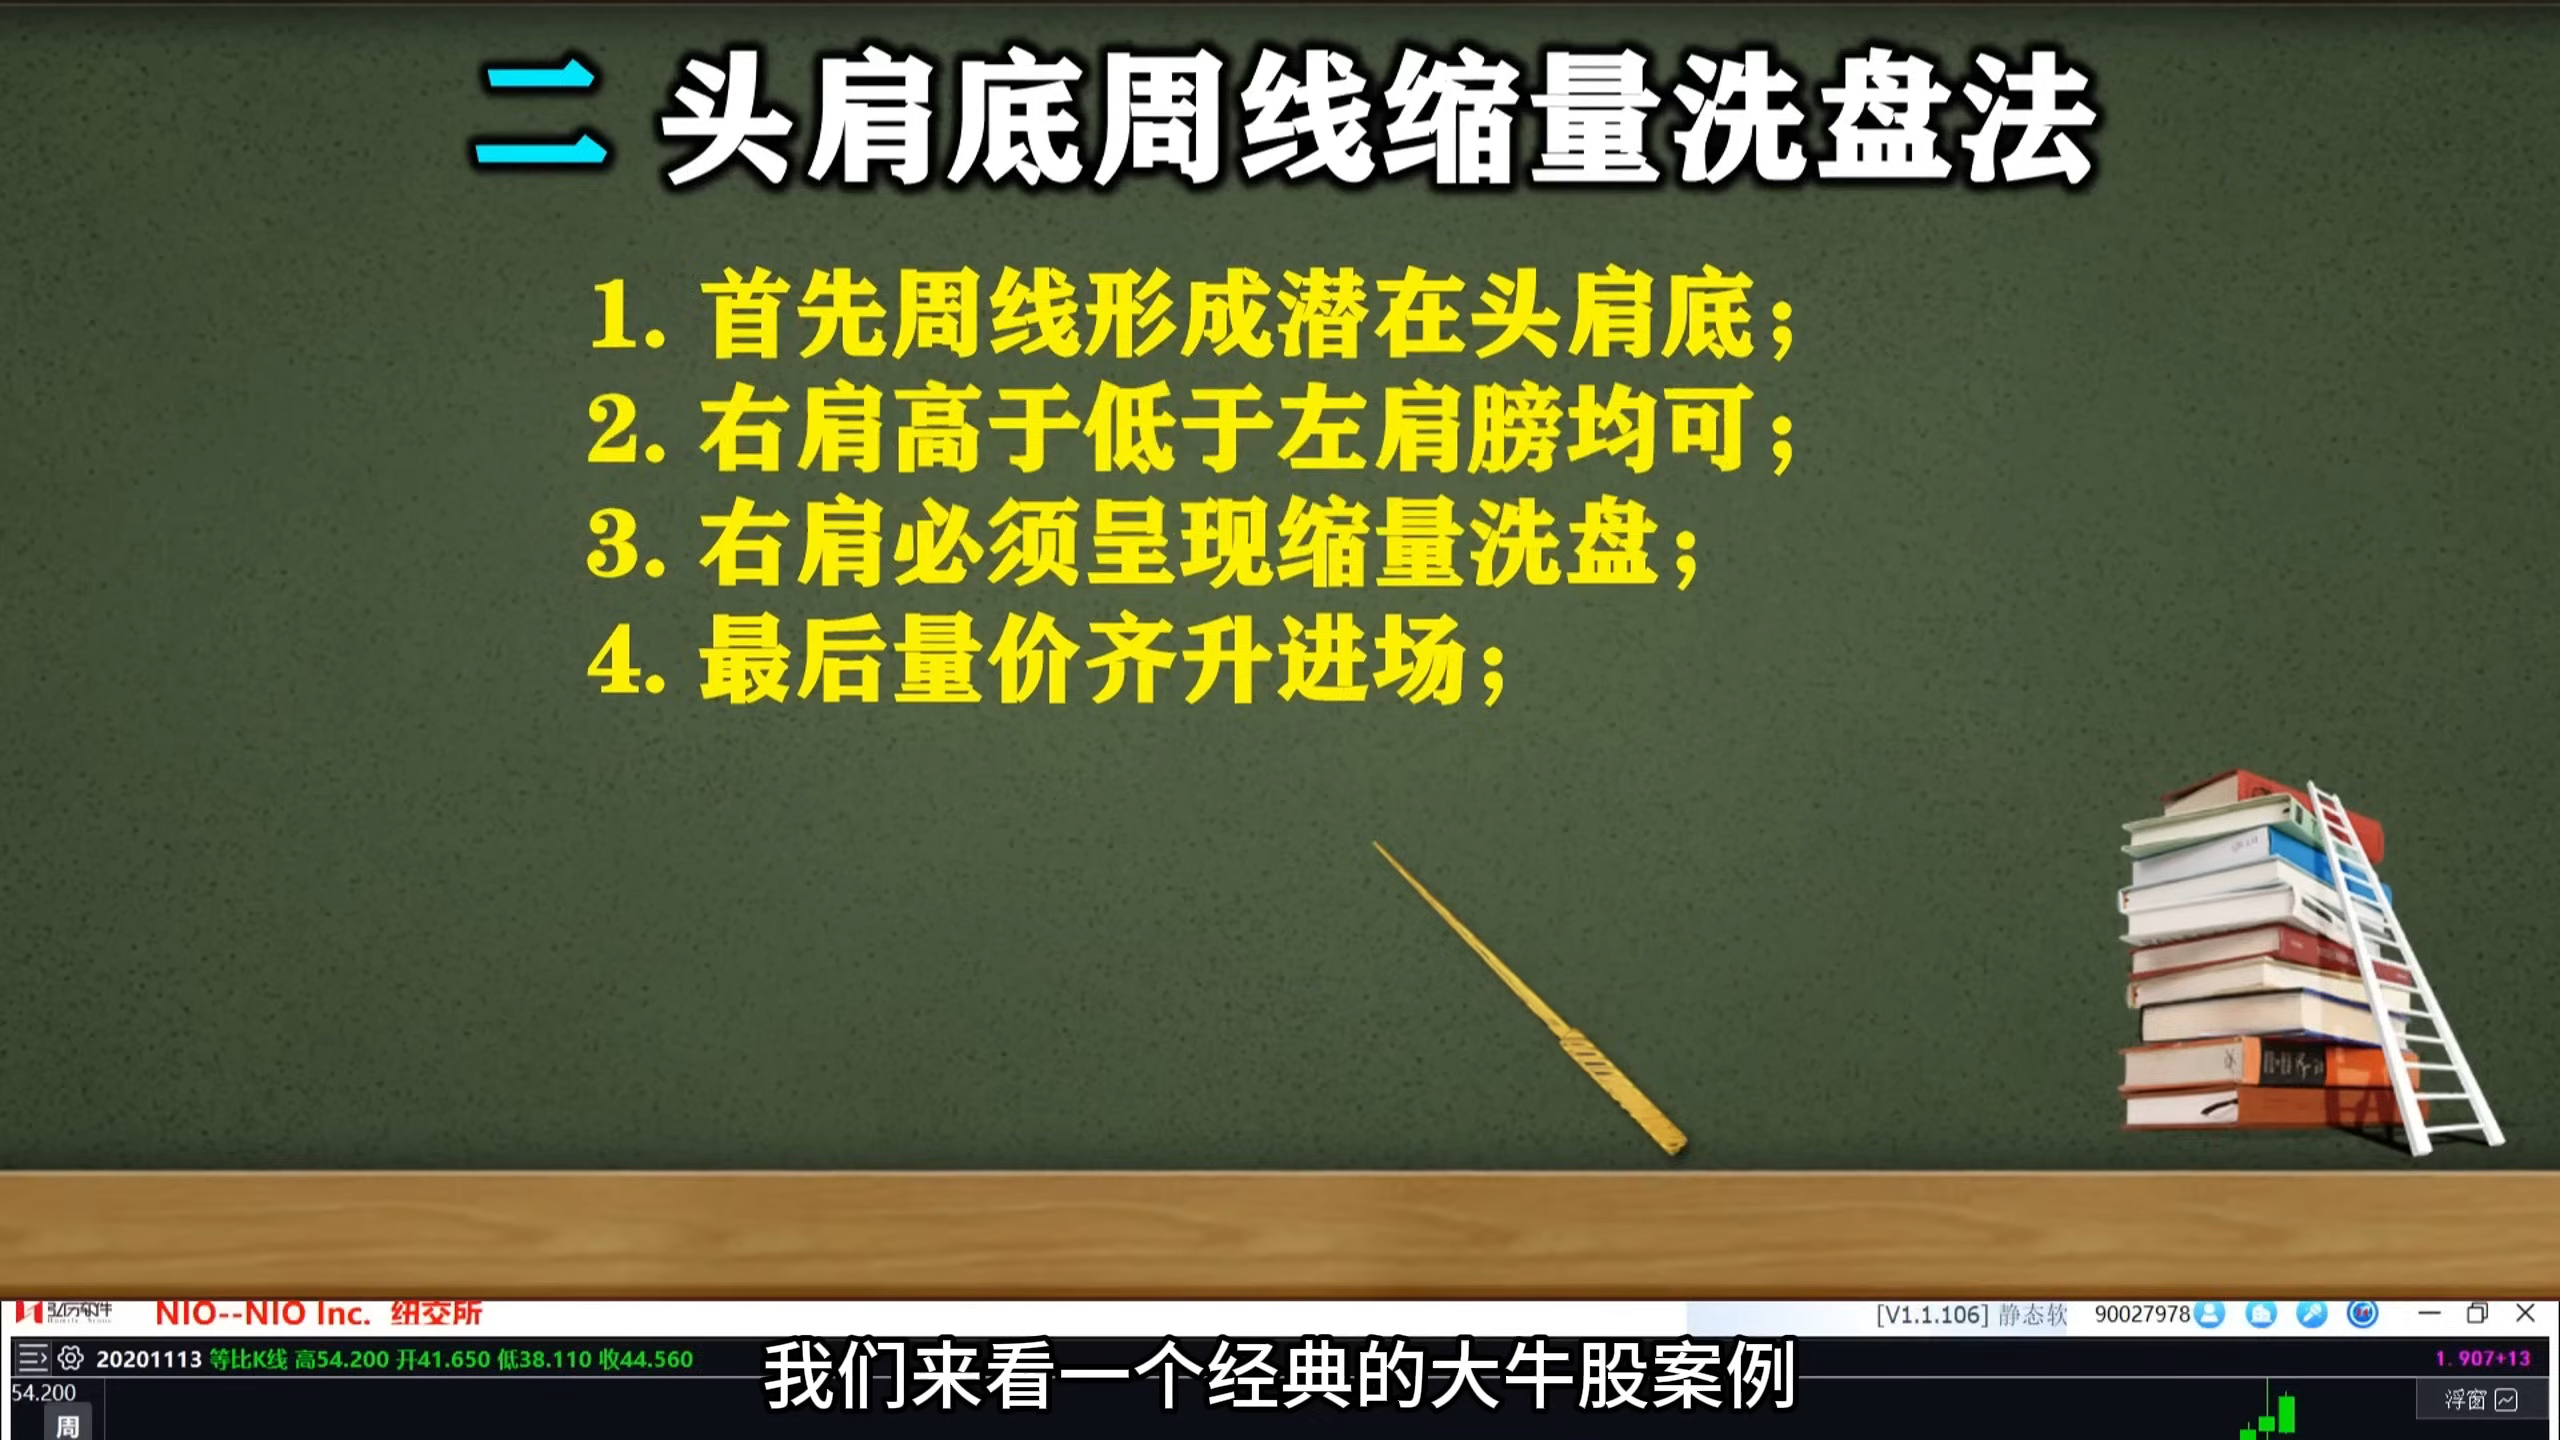 二 头肩底周线缩量洗盘法
1. 首先周线形成潜在头肩底;
2. 右肩高于低于左肩膀均可;
3. 右肩必须呈现缩量洗盘;
4. 最后量价齐升进场;
弘历软件 NIO--NIO Inc. 纽交所 [V1.1.106] 静态软 90027978
20201113 等比K线 高54.200 开41.650 低38.110 收44.560 1.907+13
我们来看一个经典的大牛股案例
54.200 浮窗
周